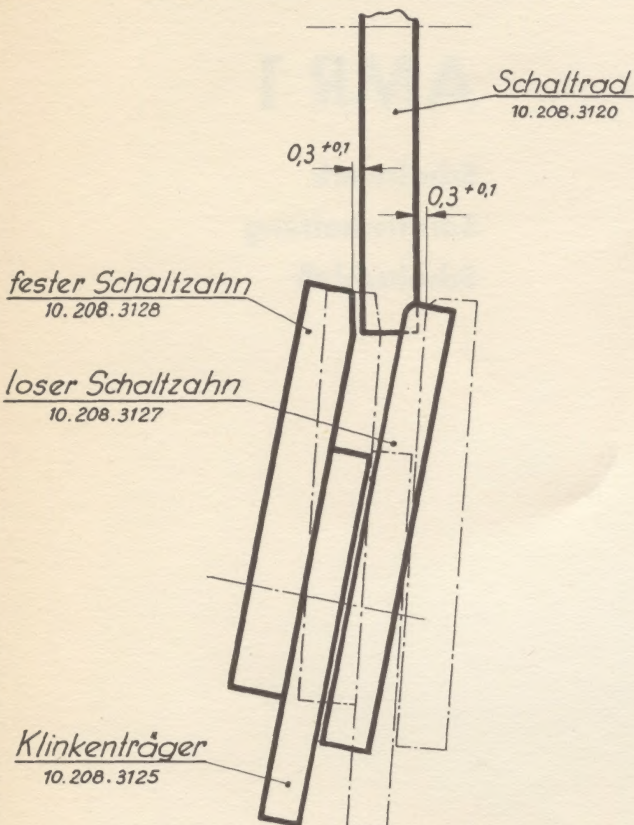 Schaltrad
10.208.3120
0,3 +0,1
0,3 +0,1
fester Schaltzahn
10.208.3128
loser Schaltzahn
10.208.3127
Klinkenträger
10.208.3125